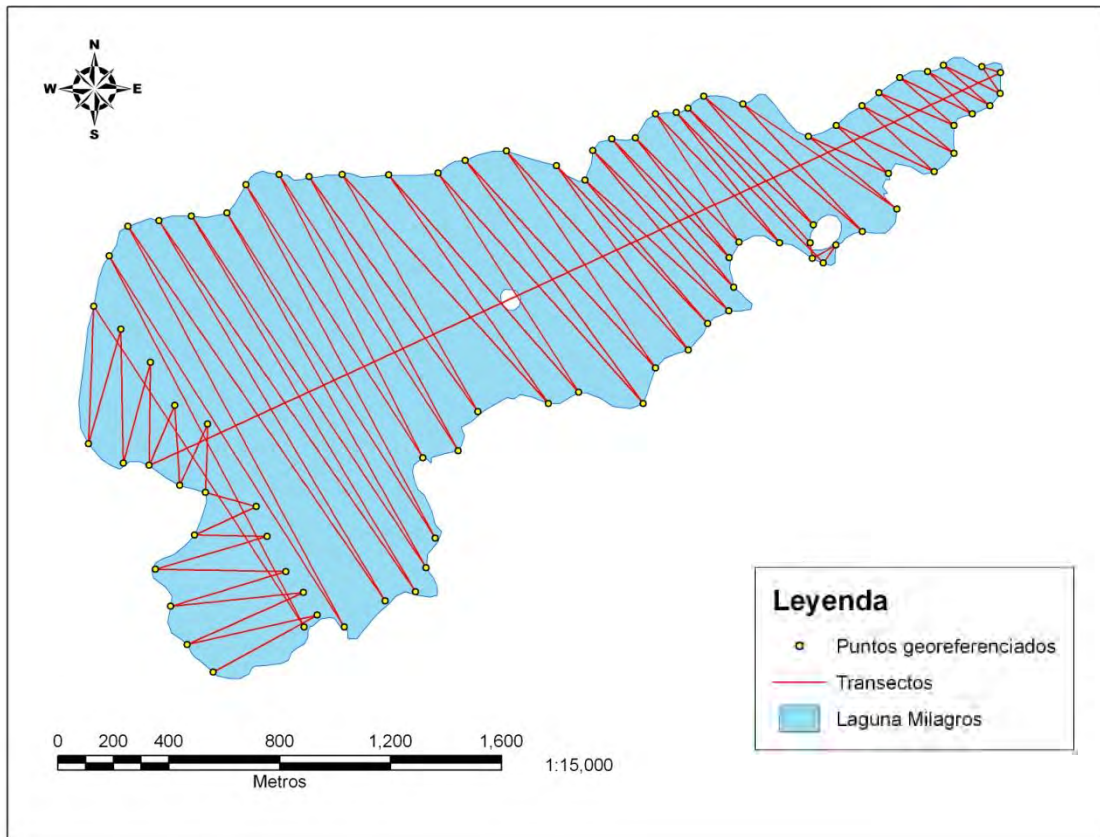 N
W E
S
Leyenda
Puntos georeferenciados
Transectos
Laguna Milagros
0 200 400 800 1,200 1,600
1:15,000
Metros